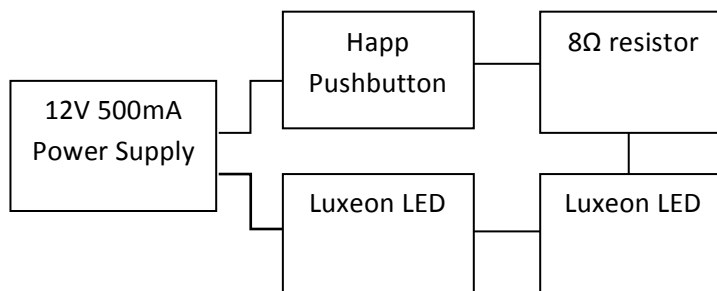 Happ
Pushbutton
8Ω resistor
12V 500mA
Power Supply
Luxeon LED
Luxeon LED